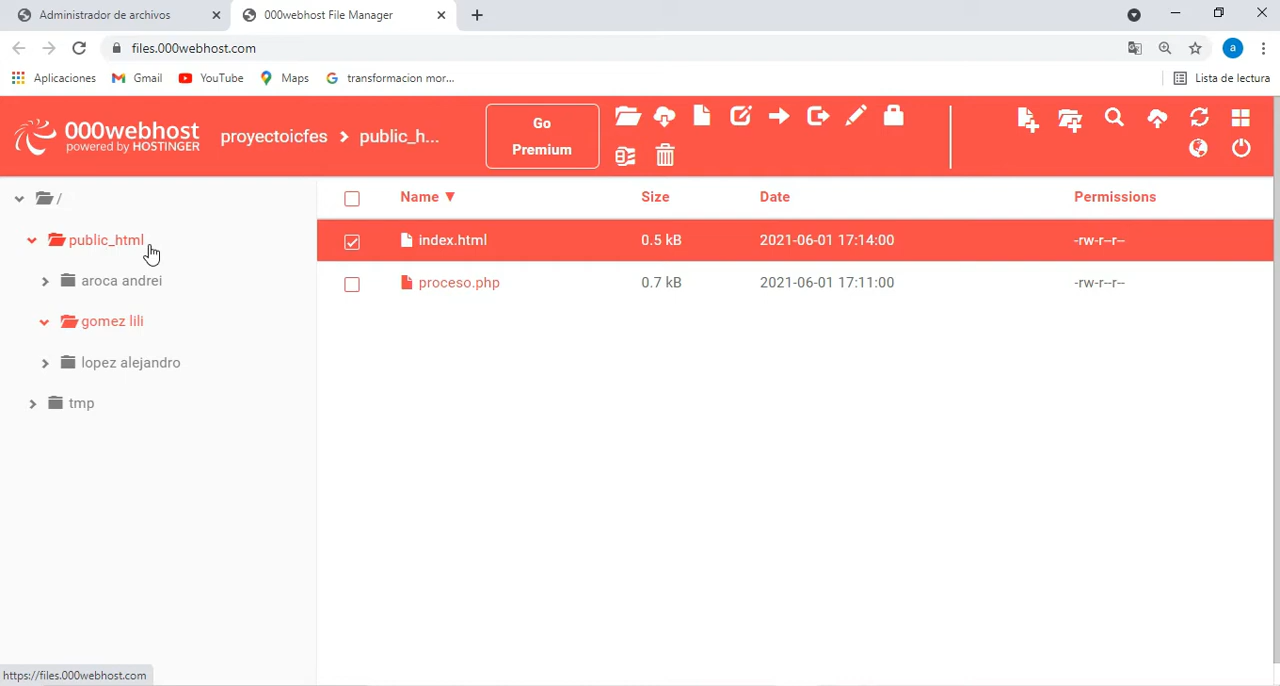 Administrador de archivos
000webhost File Manager
files.000webhost.com
a
Aplicaciones
Gmail
YouTube
Maps
transformacion mor...
Lista de lectura
000webhost
powered by HOSTINGER
proyectoicfes > public_h...
Go
Premium
/
Name ▼
Size
Date
Permissions
public_html
index.html
0.5 kB
2021-06-01 17:14:00
-rw-r--r--
aroca andrei
proceso.php
0.7 kB
2021-06-01 17:11:00
-rw-r--r--
gomez lili
lopez alejandro
tmp
https://files.000webhost.com